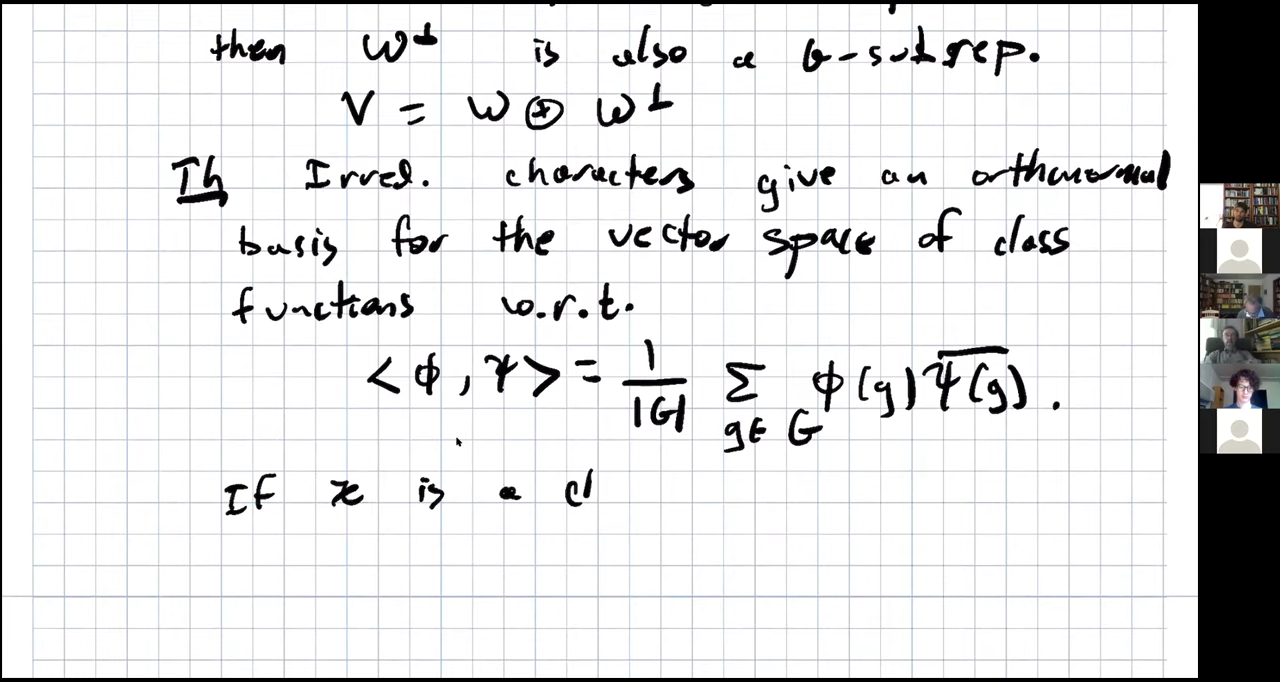 then W⊥ is also a G-subrep.
V = W ⊕ W⊥
Th Irred. characters give an orthonormal
basis for the vector space of class
functions w.r.t.
<ϕ, ψ> = 1/|G| Σ_{g∈G} ϕ(g) \overline{ψ(g)}.
If χ is a cl